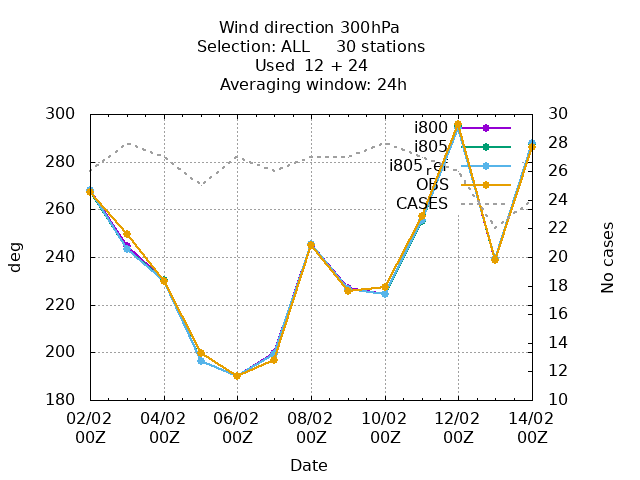 Wind direction 300hPa
Selection: ALL 30 stations
Used 12 + 24
Averaging window: 24h
300
280
260
240
220
200
180
deg
30
28
26
24
22
20
18
16
14
12
10
No cases
i800
i805
i805rer
OBS
CASES
02/02 04/02 06/02 08/02 10/02 12/02 14/02
00Z 00Z 00Z 00Z 00Z 00Z 00Z
Date